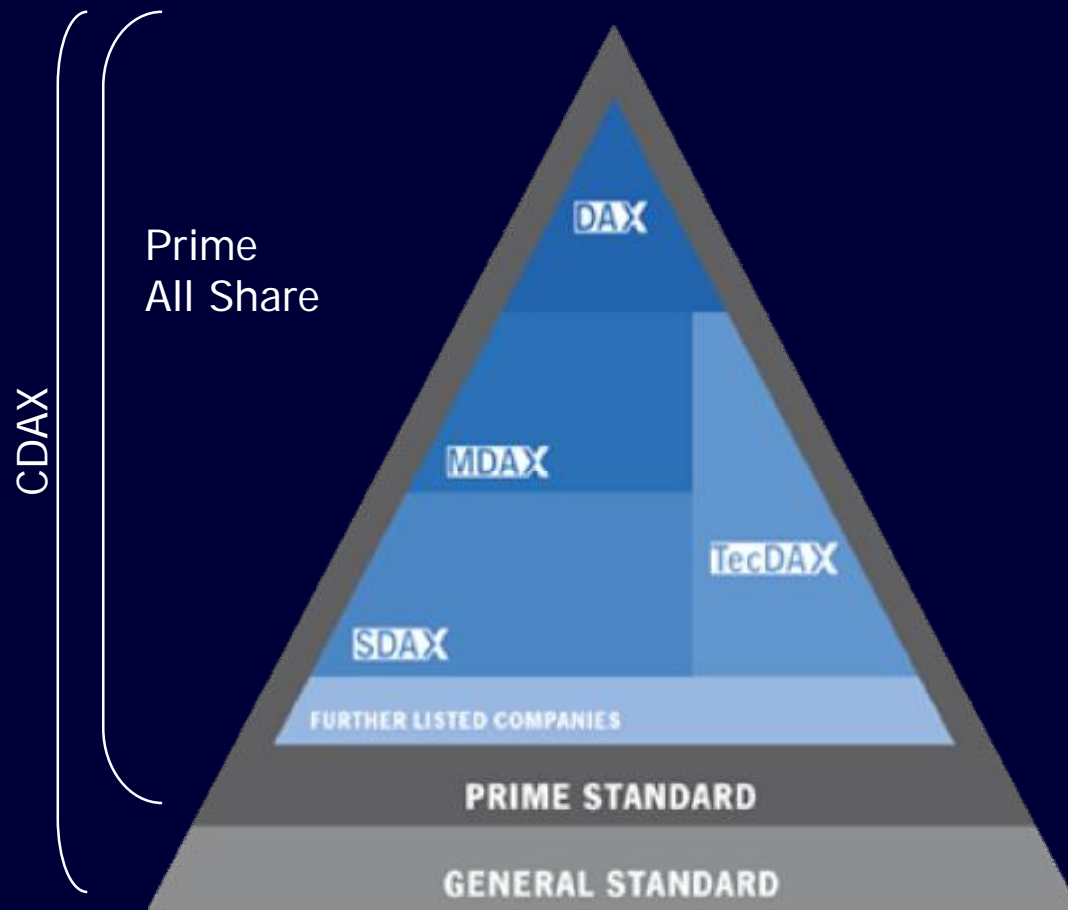 CDAX
Prime
All Share
DAX
MDAX
TecDAX
SDAX
FURTHER LISTED COMPANIES
PRIME STANDARD
GENERAL STANDARD